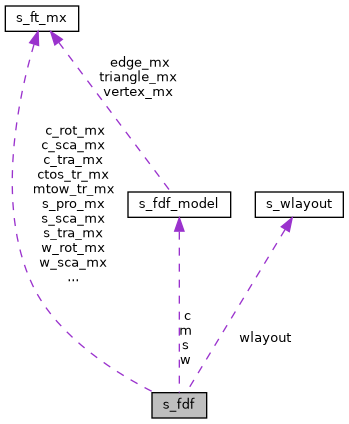 s_ft_mx
edge_mx
triangle_mx
vertex_mx
c_rot_mx
c_sca_mx
c_tra_mx
ctos_tr_mx
mtow_tr_mx
s_pro_mx
s_sca_mx
s_tra_mx
w_rot_mx
w_sca_mx
...
s_fdf_model
s_wlayout
c
m
s
w
wlayout
s_fdf